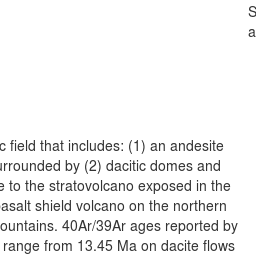 c field that includes: (1) an andesite
urrounded by (2) dacitic domes and
e to the stratovolcano exposed in the
asalt shield volcano on the northern
ountains. 40Ar/39Ar ages reported by
range from 13.45 Ma on dacite flows